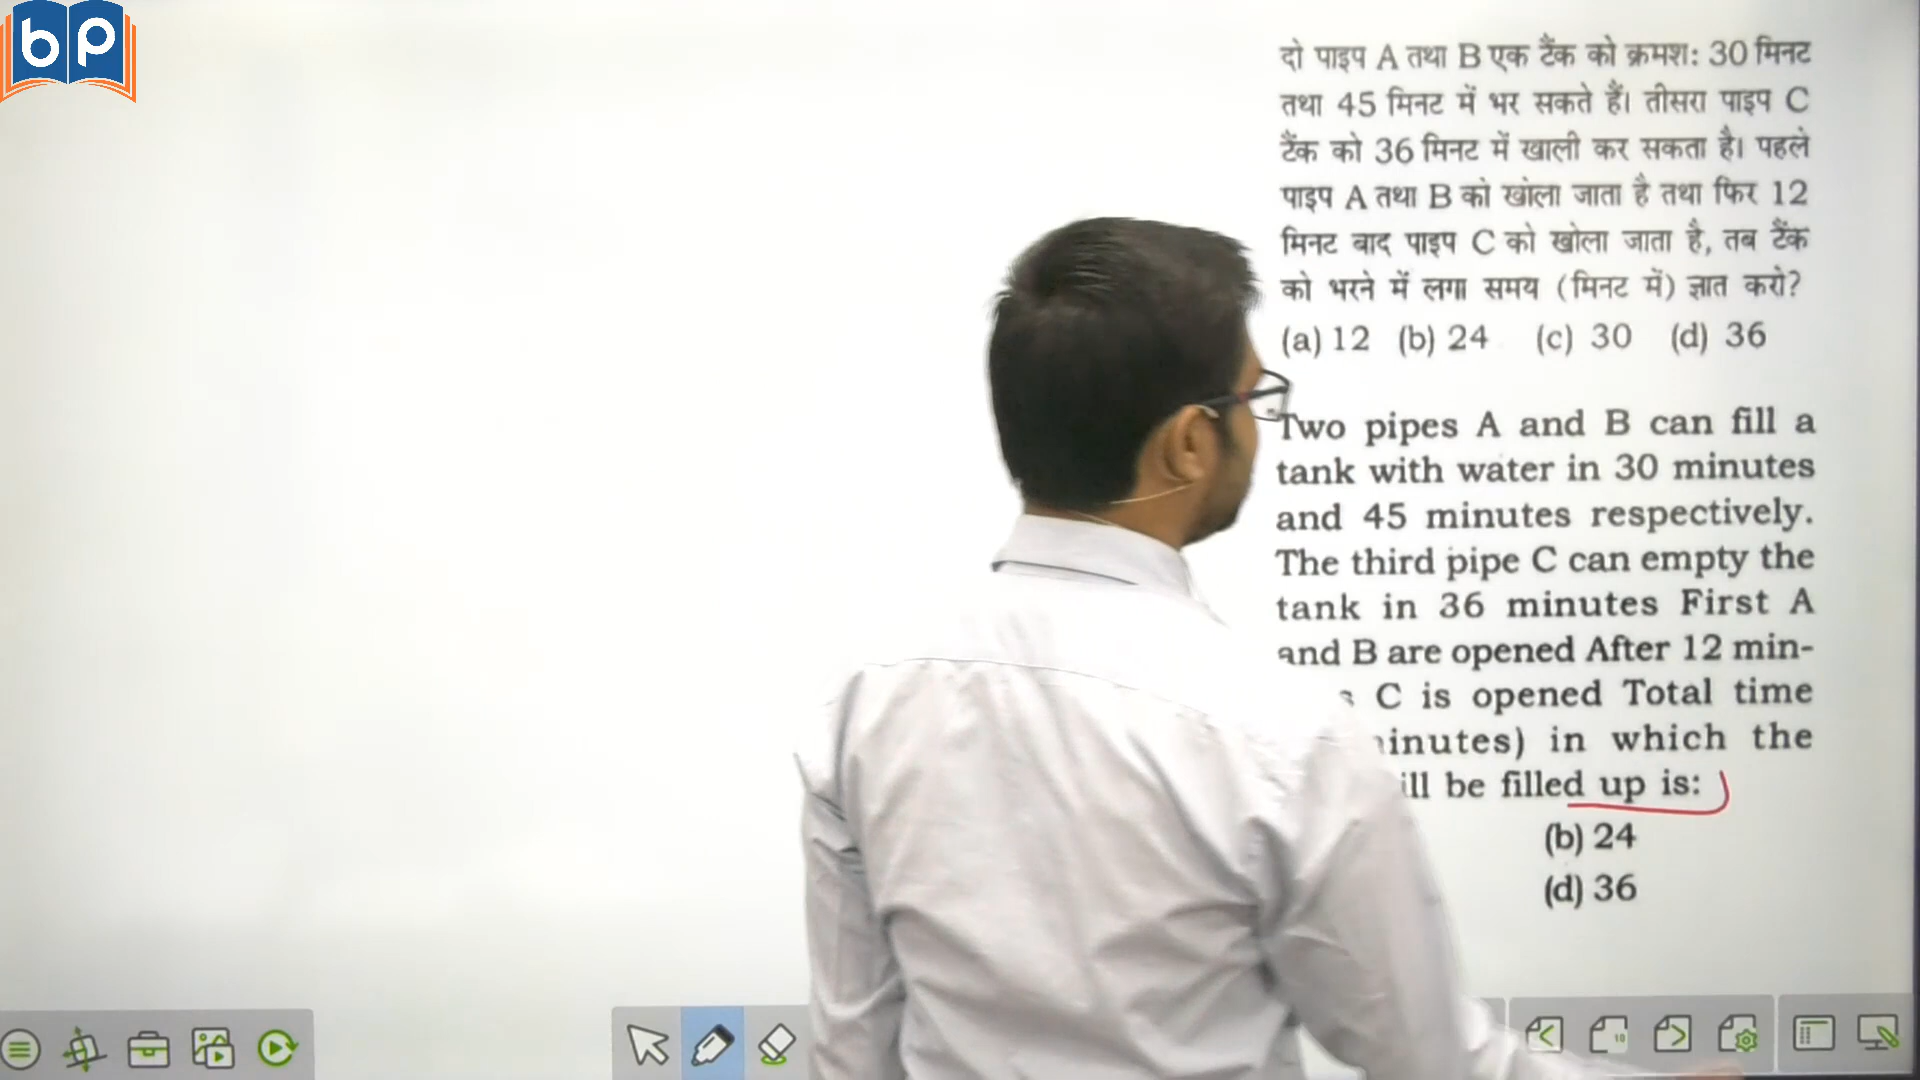 bp
दो पाइप A तथा B एक टैंक को क्रमश: 30 मिनट
तथा 45 मिनट में भर सकते हैं। तीसरा पाइप C
टैंक को 36 मिनट में खाली कर सकता है। पहले
पाइप A तथा B को खोला जाता है तथा फिर 12
मिनट बाद पाइप C को खोला जाता है, तब टैंक
को भरने में लगा समय (मिनट में) ज्ञात करो?
(a) 12 (b) 24 (c) 30 (d) 36
Two pipes A and B can fill a
tank with water in 30 minutes
and 45 minutes respectively.
The third pipe C can empty the
tank in 36 minutes First A
and B are opened After 12 min-
C is opened Total time
inutes) in which the
ill be filled up is:
(b) 24
(d) 36
10